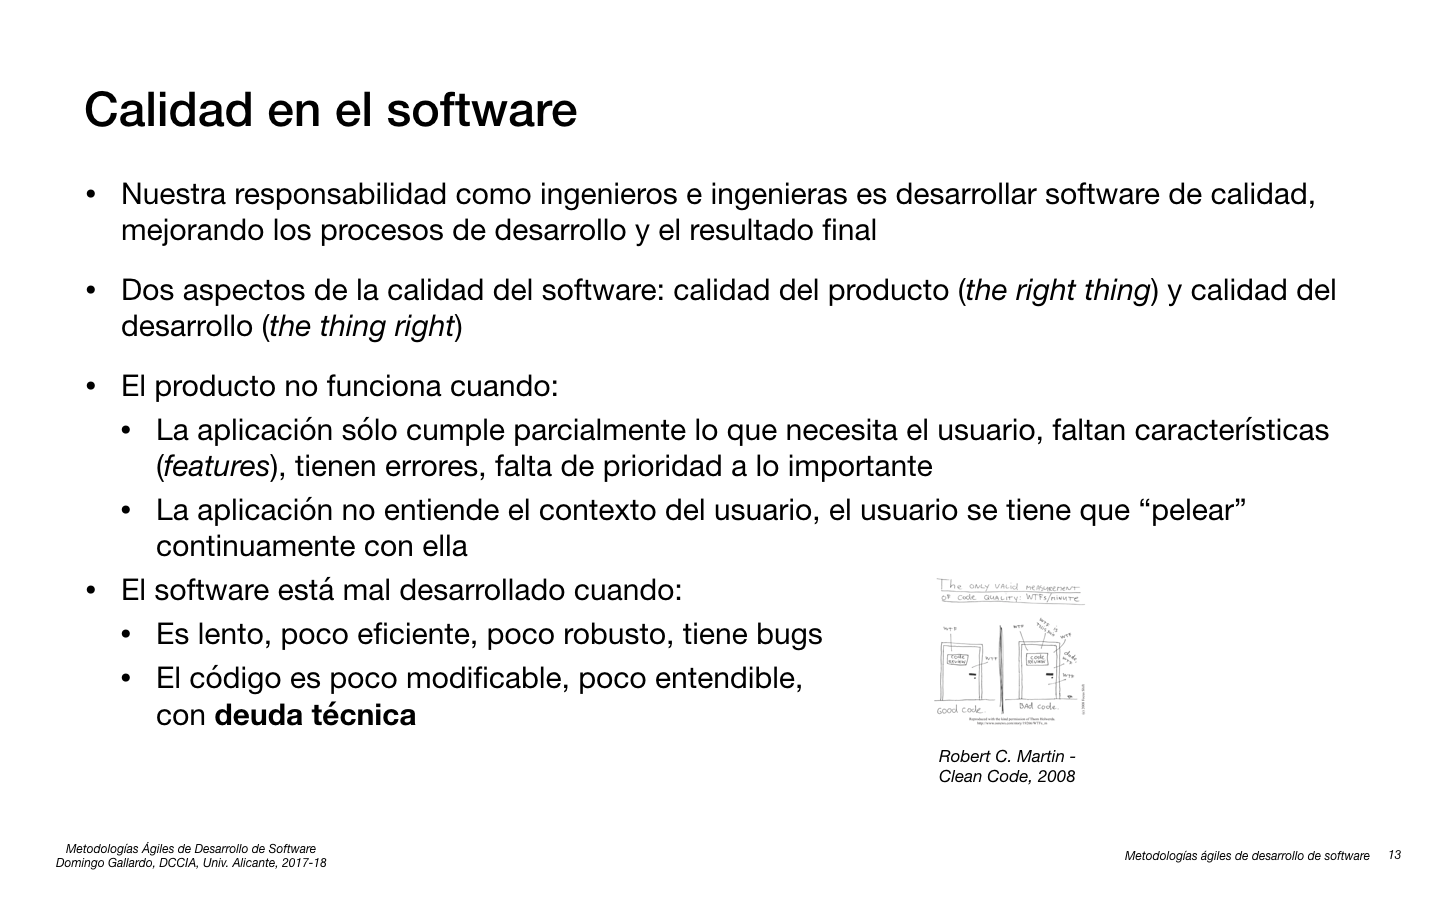 Calidad en el software
• Nuestra responsabilidad como ingenieros e ingenieras es desarrollar software de calidad,
mejorando los procesos de desarrollo y el resultado final
• Dos aspectos de la calidad del software: calidad del producto (the right thing) y calidad del
desarrollo (the thing right)
• El producto no funciona cuando:
• La aplicación sólo cumple parcialmente lo que necesita el usuario, faltan características
(features), tienen errores, falta de prioridad a lo importante
• La aplicación no entiende el contexto del usuario, el usuario se tiene que “pelear”
continuamente con ella
• El software está mal desarrollado cuando:
• Es lento, poco eficiente, poco robusto, tiene bugs
• El código es poco modificable, poco entendible,
con deuda técnica
The ONLY VALID MEASUREMENT
OF Code QUALITY: WTFs/MINUTE
WTF
WTF
CODE
REVIEW
WTF
WTF
WTF
CODE
REVIEW
WTF
Good code.
BAd code.
Robert C. Martin -
Clean Code, 2008
Metodologías Ágiles de Desarrollo de Software
Domingo Gallardo, DCCIA, Univ. Alicante, 2017-18
Metodologías ágiles de desarrollo de software 13